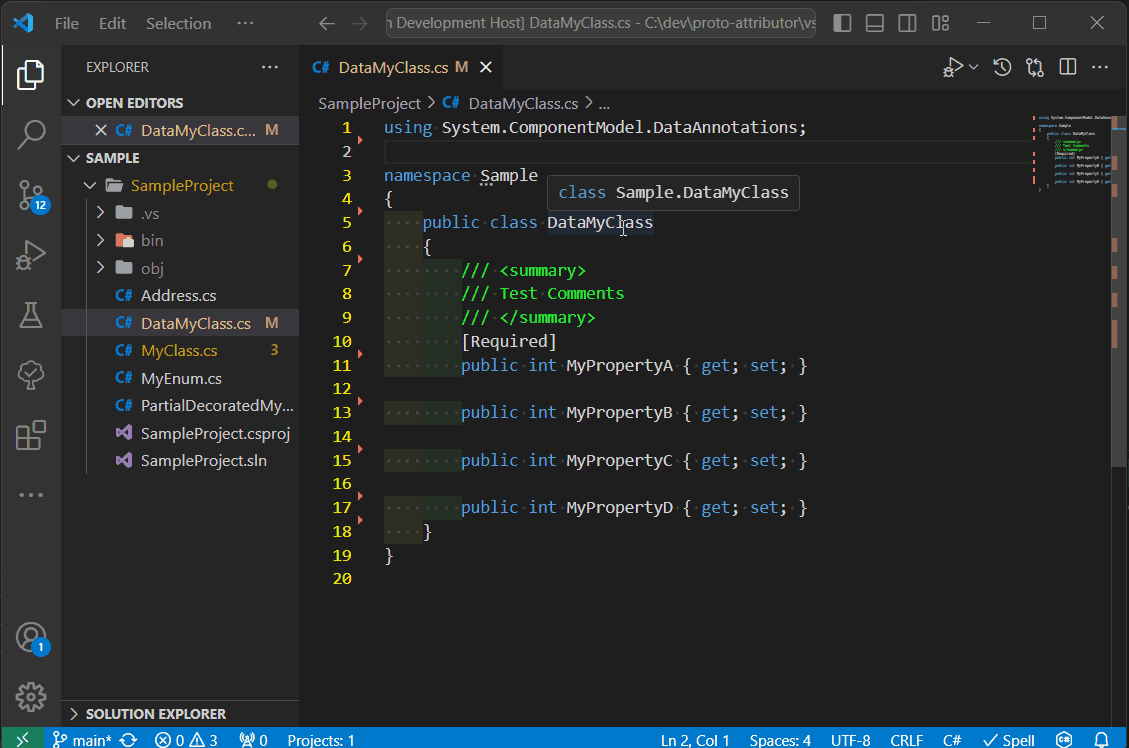 File Edit Selection ··· n Development Host] DataMyClass.cs - C:\dev\proto-attributor\vs
EXPLORER ···
OPEN EDITORS
C# DataMyClass.c... M
SAMPLE
SampleProject
.vs
bin
obj
C# Address.cs
C# DataMyClass.cs M
C# MyClass.cs 3
C# MyEnum.cs
C# PartialDecoratedMy...
SampleProject.csproj
SampleProject.sln
SOLUTION EXPLORER
12
1
C# DataMyClass.cs M
SampleProject > C# DataMyClass.cs > ...
1 using System.ComponentModel.DataAnnotations;
2
3 namespace Sample
class Sample.DataMyClass
4 {
5 public class DataMyClass
6 {
7 /// <summary>
8 /// Test Comments
9 /// </summary>
10 [Required]
11 public int MyPropertyA { get; set; }
12
13 public int MyPropertyB { get; set; }
14
15 public int MyPropertyC { get; set; }
16
17 public int MyPropertyD { get; set; }
18 }
19 }
20
main* 0 3 0 Projects: 1 Ln 2, Col 1 Spaces: 4 UTF-8 CRLF C# Spell